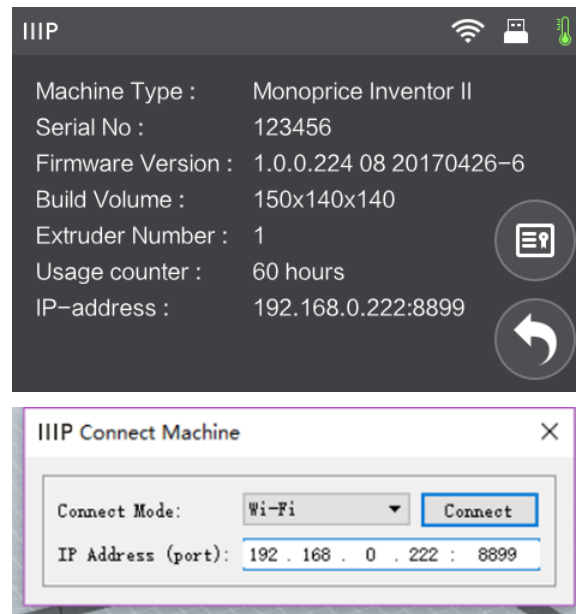 IIIP
Machine Type : Monoprice Inventor II
Serial No : 123456
Firmware Version : 1.0.0.224 08 20170426-6
Build Volume : 150x140x140
Extruder Number : 1
Usage counter : 60 hours
IP-address : 192.168.0.222:8899
IIIP Connect Machine
Connect Mode: Wi-Fi Connect
IP Address (port): 192 . 168 . 0 . 222 : 8899